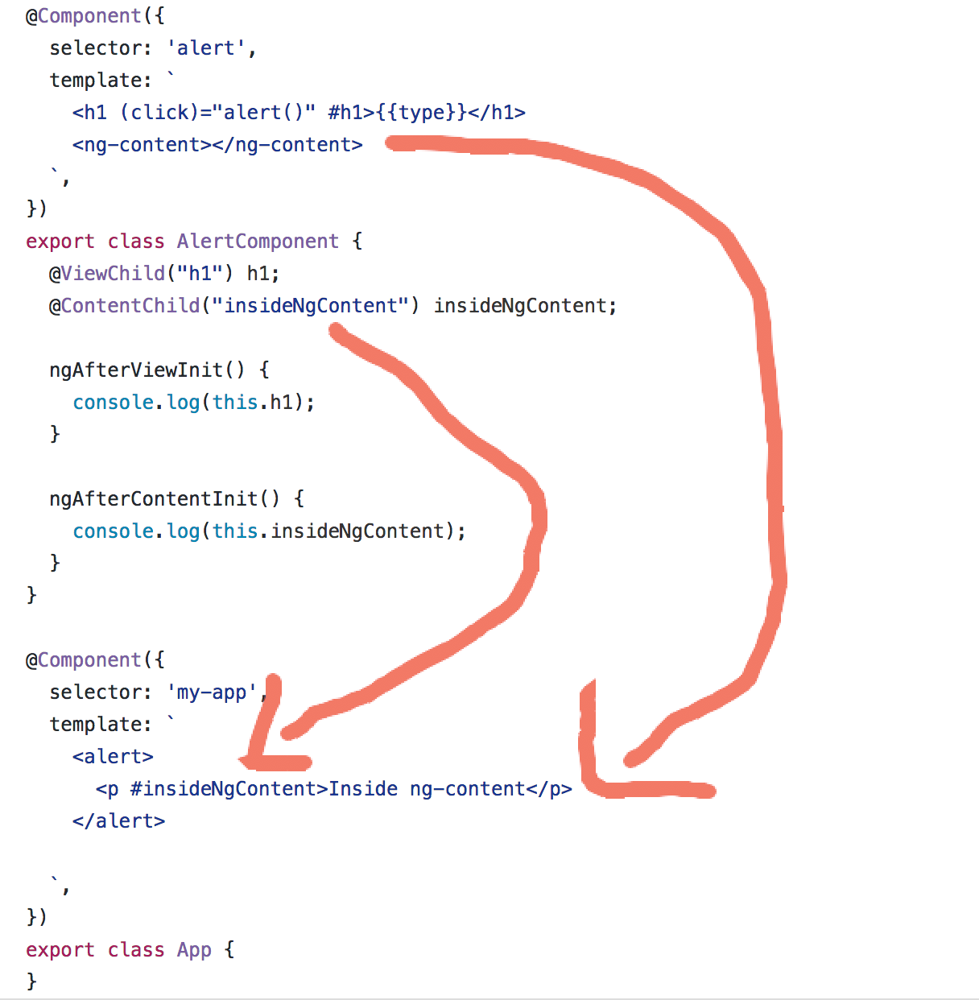 @Component({
  selector: 'alert',
  template: `
    <h1 (click)="alert()" #h1>{{type}}</h1>
    <ng-content></ng-content>
  `,
})
export class AlertComponent {
  @ViewChild("h1") h1;
  @ContentChild("insideNgContent") insideNgContent;
  ngAfterViewInit() {
    console.log(this.h1);
  }
  ngAfterContentInit() {
    console.log(this.insideNgContent);
  }
}
@Component({
  selector: 'my-app',
  template: `
    <alert>
      <p #insideNgContent>Inside ng-content</p>
    </alert>
  `,
})
export class App {
}